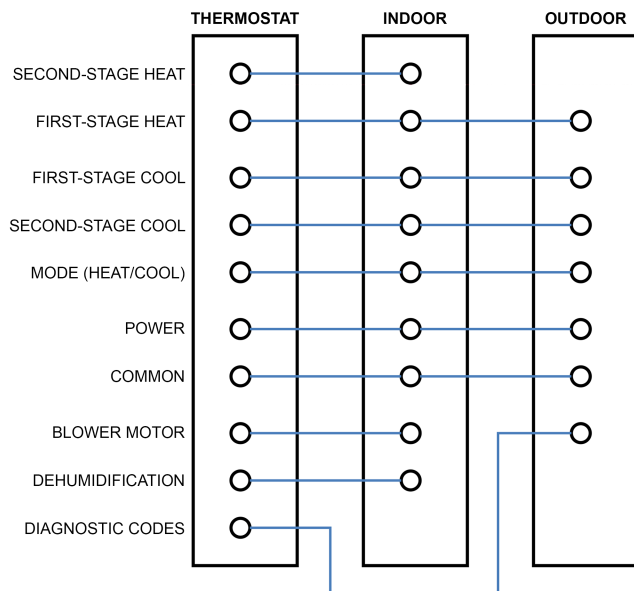 THERMOSTAT INDOOR OUTDOOR
SECOND-STAGE HEAT
FIRST-STAGE HEAT
FIRST-STAGE COOL
SECOND-STAGE COOL
MODE (HEAT/COOL)
POWER
COMMON
BLOWER MOTOR
DEHUMIDIFICATION
DIAGNOSTIC CODES